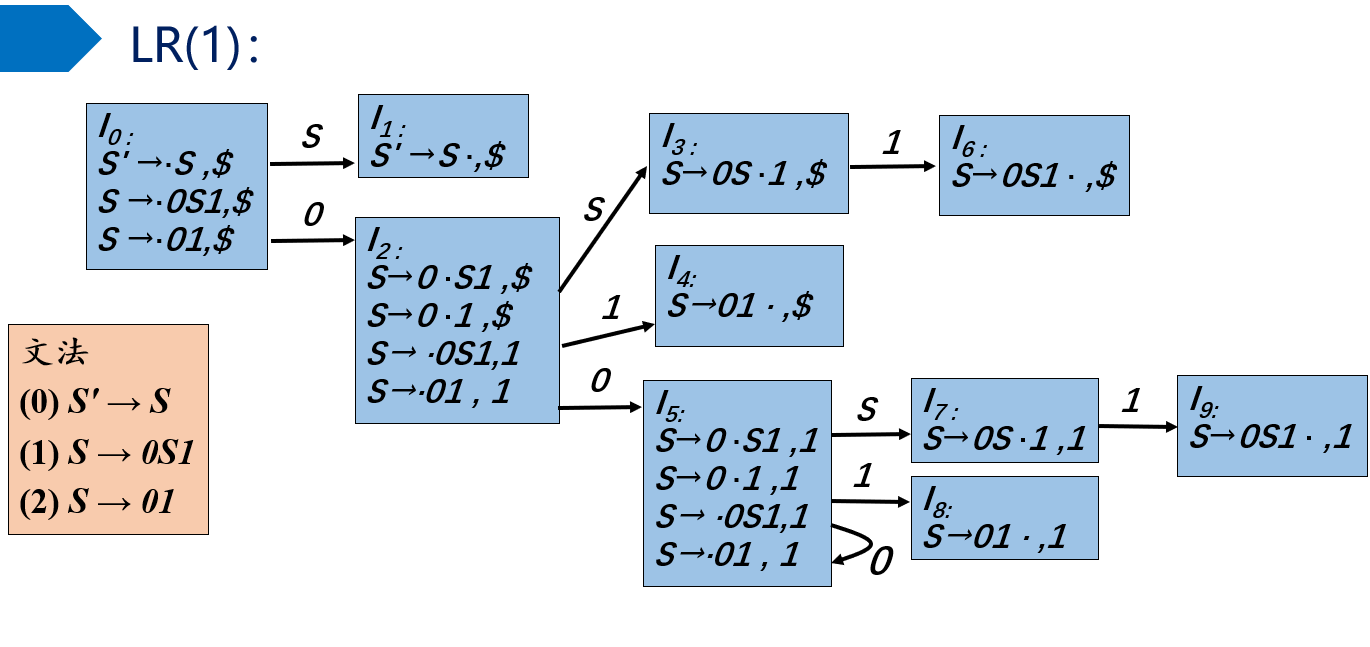 LR(1):
I0:
S' →·S ,$
S →·0S1,$
S →·01,$
S
0
I1:
S' →S ·,$
I2:
S→0 ·S1 ,$
S→0 ·1 ,$
S→ ·0S1,1
S→·01 , 1
S
1
0
I3:
S→0S ·1 ,$
1
I6:
S→0S1 · ,$
I4:
S→01 · ,$
I5:
S→0 ·S1 ,1
S→0 ·1 ,1
S→ ·0S1,1
S→·01 , 1
S
1
0
I7:
S→0S ·1 ,1
1
I9:
S→0S1 · ,1
I8:
S→01 · ,1
文法
(0) S′ → S
(1) S → 0S1
(2) S → 01